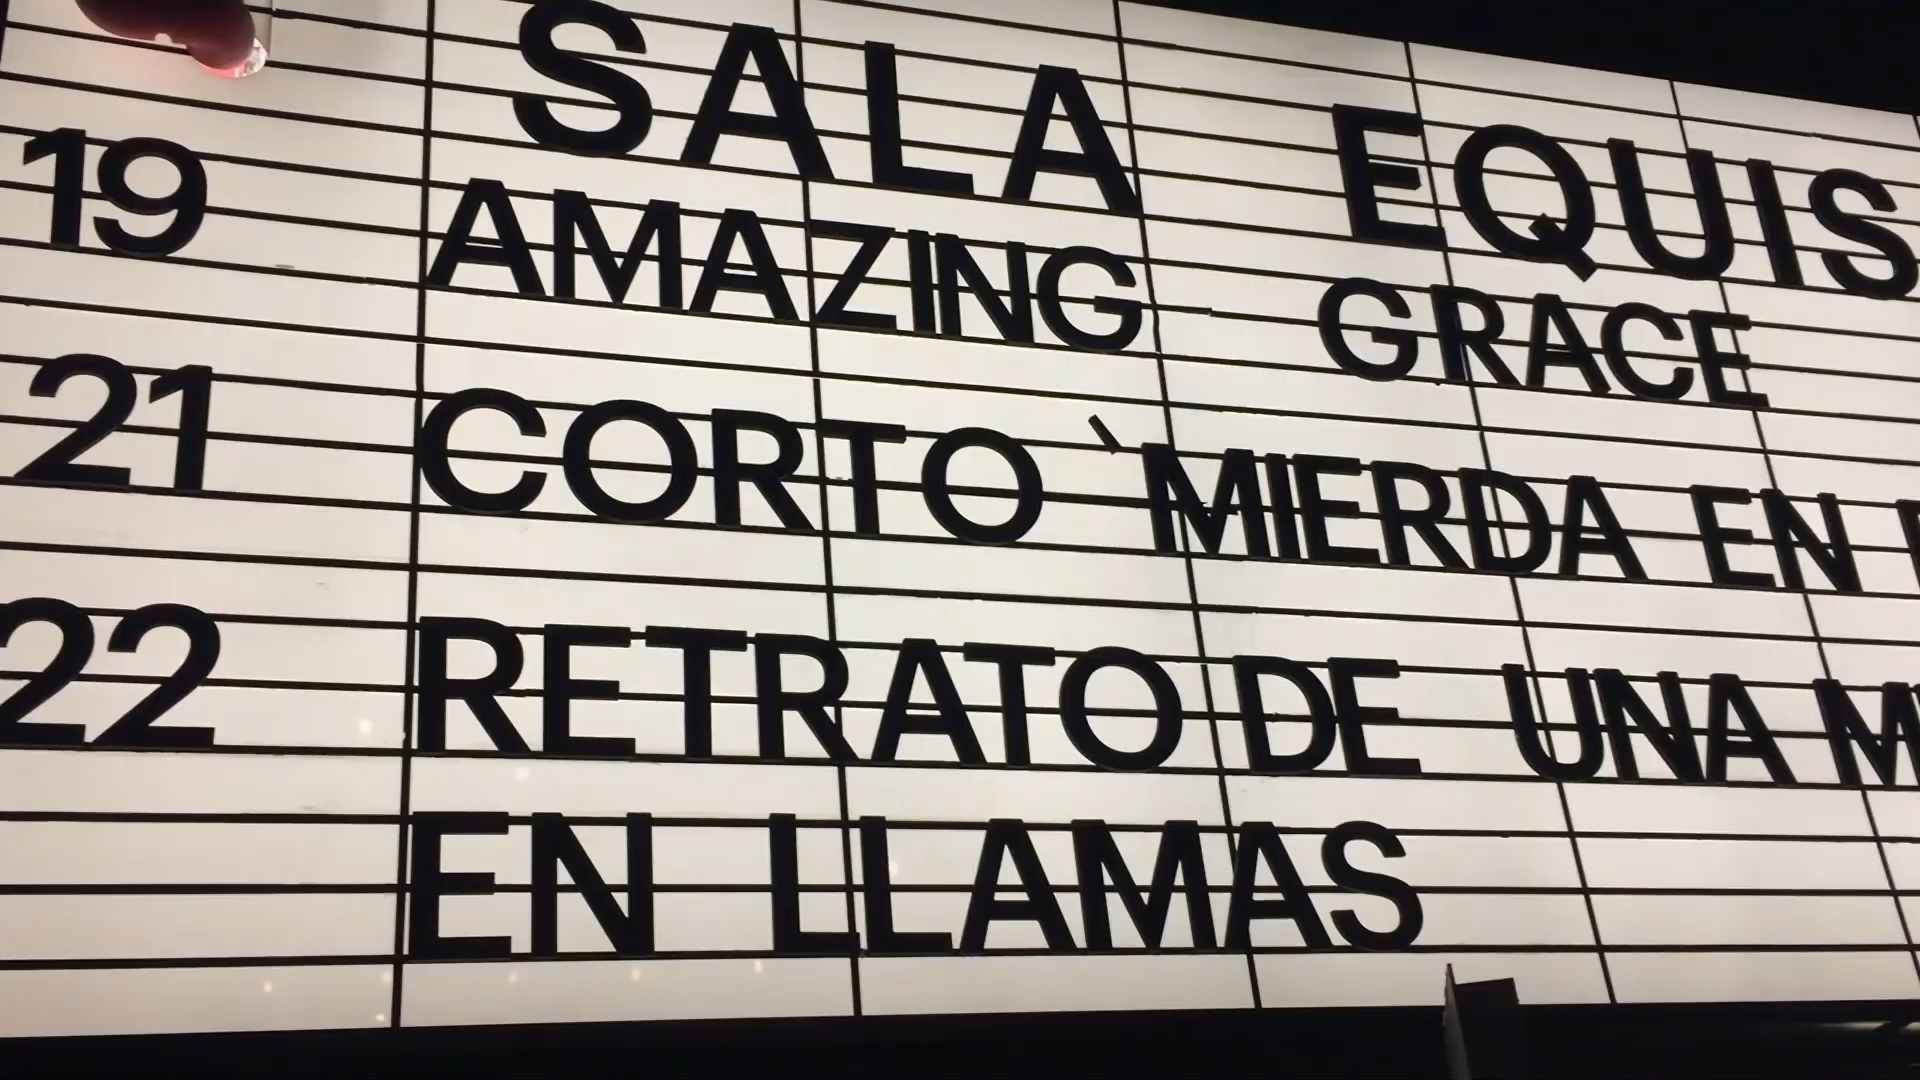 SALA EQUIS
19 AMAZING GRACE
21 CORTO `MIERDA EN
22 RETRATO DE UNA
EN LLAMAS